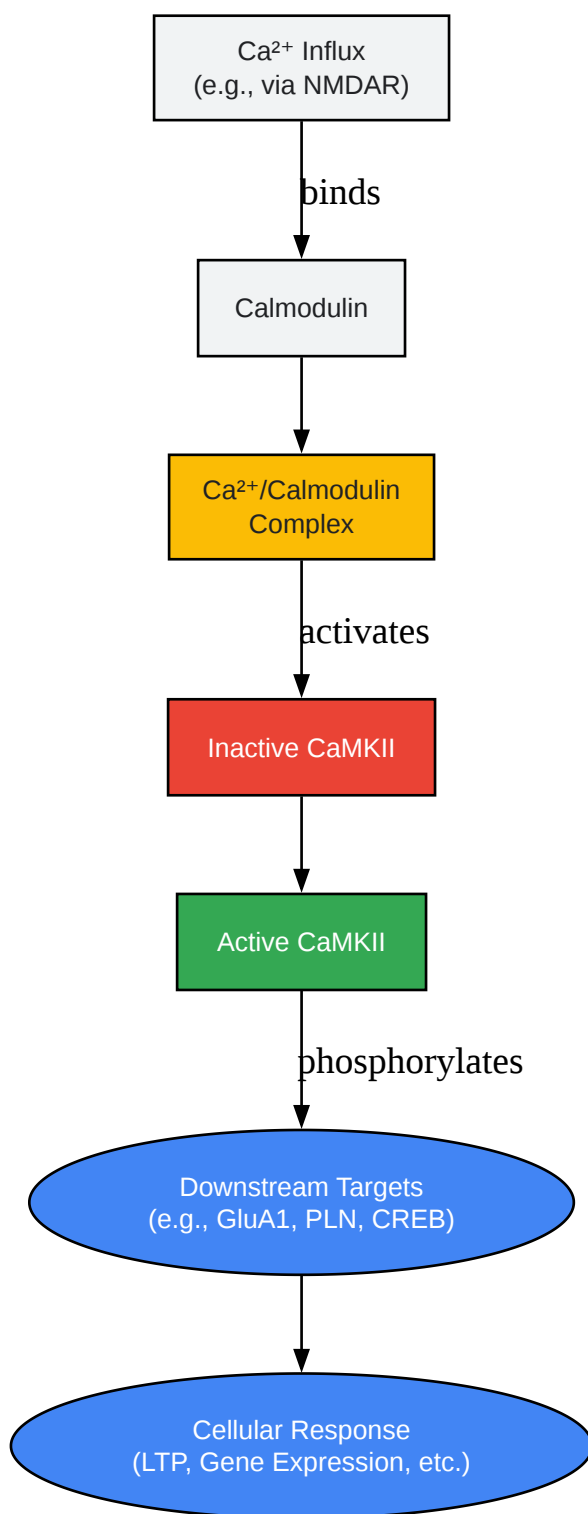 Ca²⁺ Influx
(e.g., via NMDAR)
binds
Calmodulin
Ca²⁺/Calmodulin
Complex
activates
Inactive CaMKII
Active CaMKII
phosphorylates
Downstream Targets
(e.g., GluA1, PLN, CREB)
Cellular Response
(LTP, Gene Expression, etc.)